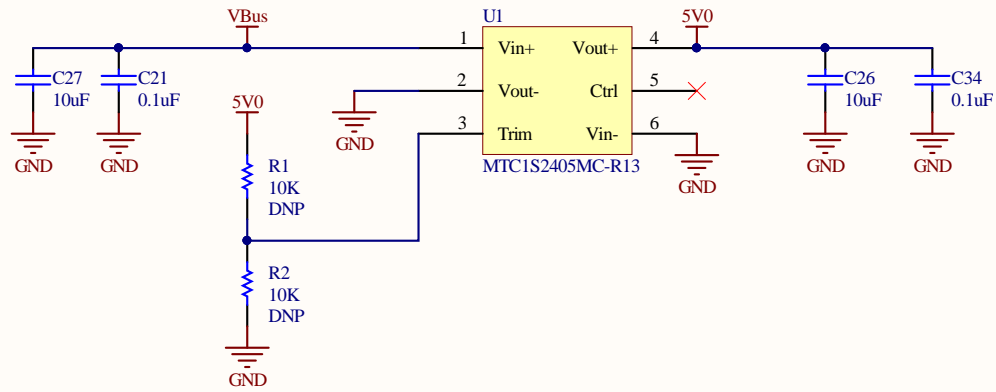 VBus
U1
5V0
1
Vin+
Vout+
4
C27
10uF
C21
0.1uF
2
Vout-
Ctrl
5
C26
10uF
C34
0.1uF
5V0
3
Trim
Vin-
6
GND
GND
GND
MTC1S2405MC-R13
GND
GND
GND
R1
10K
DNP
R2
10K
DNP
GND